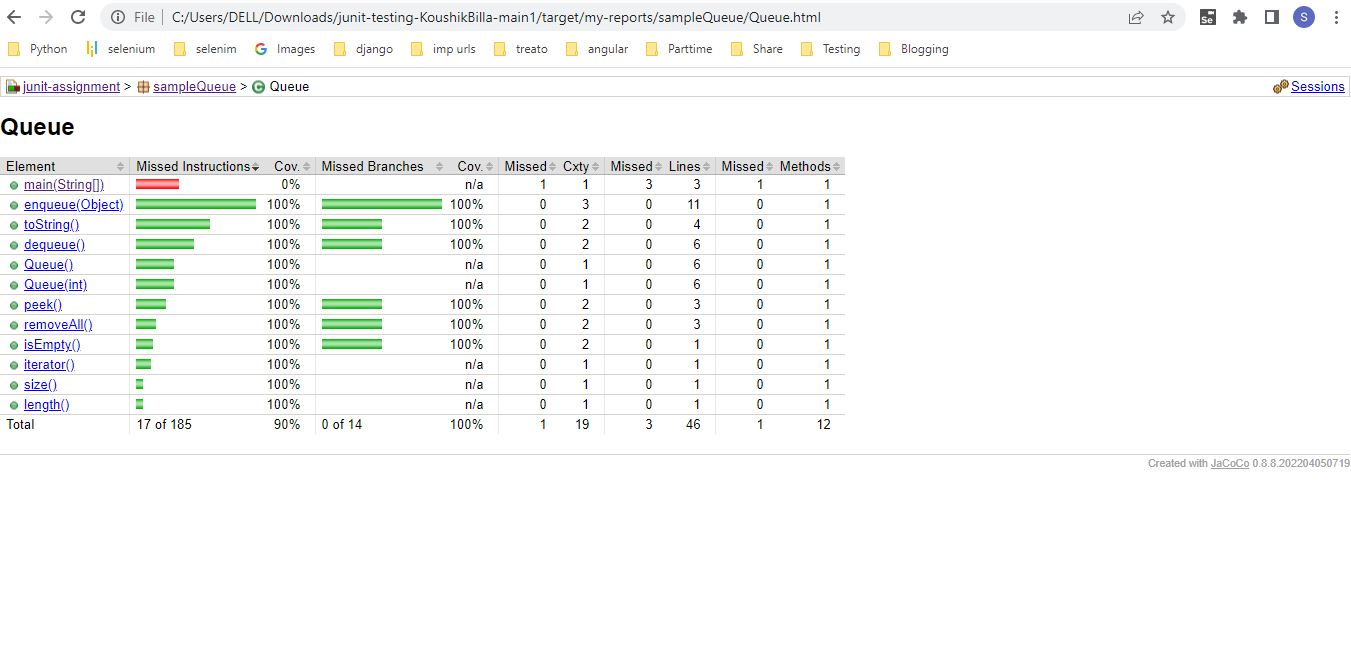 File | C:/Users/DELL/Downloads/junit-testing-KoushikBilla-main1/target/my-reports/sampleQueue/Queue.html Se S
Python selenium selenim Images django imp urls treato angular Parttime Share Testing Blogging
junit-assignment > sampleQueue > C Queue Sessions
Queue
Element Missed Instructions Cov. Missed Branches Cov. Missed Cxty Missed Lines Missed Methods
main(String[]) 0% n/a 1 1 3 3 1 1
enqueue(Object) 100% 100% 0 3 0 11 0 1
toString() 100% 100% 0 2 0 4 0 1
dequeue() 100% 100% 0 2 0 6 0 1
Queue() 100% n/a 0 1 0 6 0 1
Queue(int) 100% n/a 0 1 0 6 0 1
peek() 100% 100% 0 2 0 3 0 1
removeAll() 100% 100% 0 2 0 3 0 1
isEmpty() 100% 100% 0 2 0 1 0 1
iterator() 100% n/a 0 1 0 1 0 1
size() 100% n/a 0 1 0 1 0 1
length() 100% n/a 0 1 0 1 0 1
Total 17 of 185 90% 0 of 14 100% 1 19 3 46 1 12
Created with JaCoCo 0.8.8.202204050719